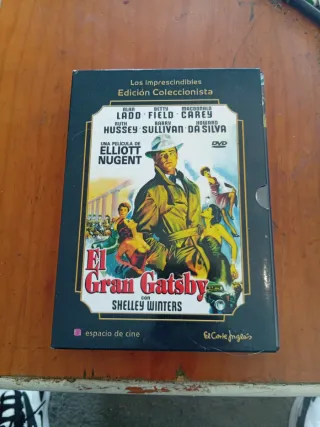 Los imprescindibles
Edición Coleccionista
ALAN LADD BETTY FIELD MACDONALD CAREY
RUTH HUSSEY BARRY SULLIVAN HOWARD DA SILVA
UNA PELÍCULA DE
ELLIOTT
NUGENT
DVD
El
Gran Gatsby
CON
SHELLEY WINTERS
espacio de cine
El Corte Inglés